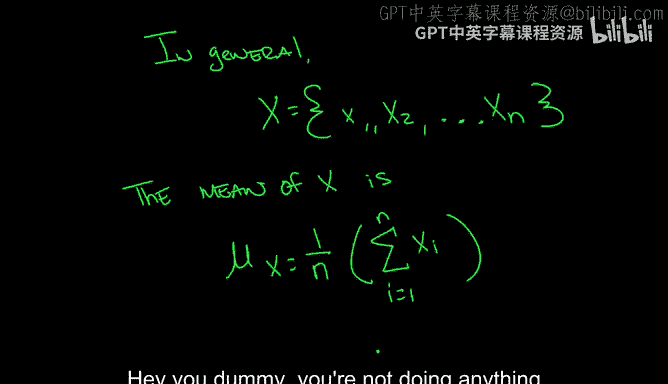 GPT中英字幕课程资源@bilibili.com
GPT中英字幕课程资源 bilibili
In general,
X = { x₁, x₂, ... xₙ }
The mean of X is
μₓ = 1/n ( ∑ᵢ₌₁ⁿ xᵢ )
Hey you dummy, you're not doing anything